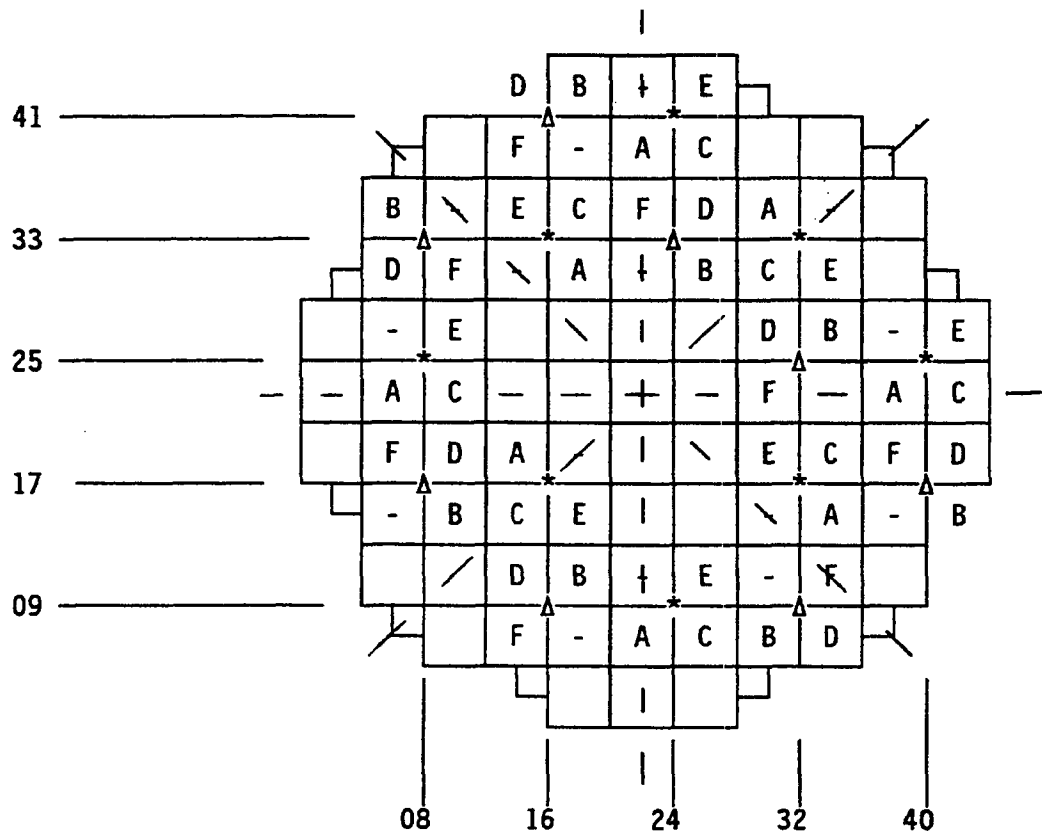 D B E
41
F - A C
B E C F D A
33
D F A B C E
- E D B - E
25
A C F A C
F D A E C F D
17
- B C E A - B
D B E - F
09
F - A C B D
08 16 24 32 40